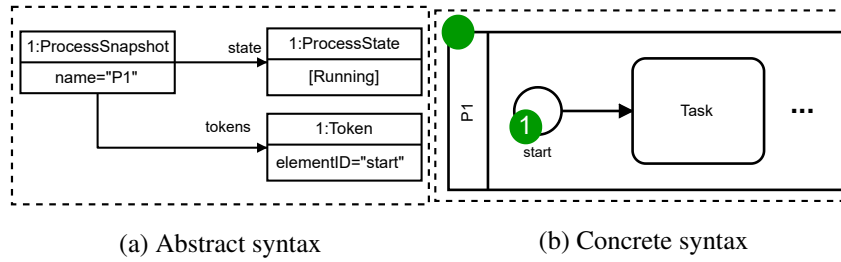 1:ProcessSnapshot
name="P1"
state
1:ProcessState
[Running]
tokens
1:Token
elementID="start"
P1
1
start
Task
...
(a) Abstract syntax
(b) Concrete syntax